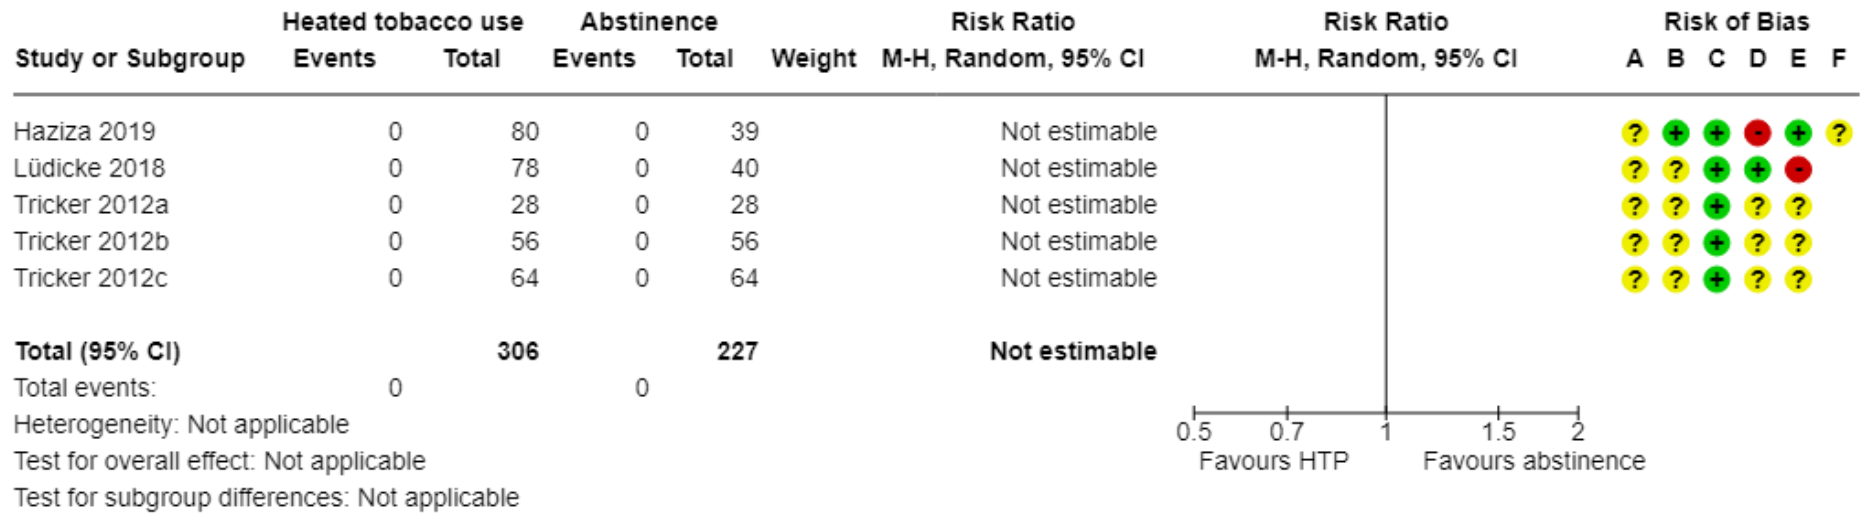 Heated tobacco use Abstinence Risk Ratio Risk Ratio Risk of Bias
Study or Subgroup Events Total Events Total Weight M-H, Random, 95% CI M-H, Random, 95% CI A B C D E F
Haziza 2019 0 80 0 39 Not estimable ? + + - + ?
Lüdicke 2018 0 78 0 40 Not estimable ? ? + + -
Tricker 2012a 0 28 0 28 Not estimable ? ? + ? ?
Tricker 2012b 0 56 0 56 Not estimable ? ? + ? ?
Tricker 2012c 0 64 0 64 Not estimable ? ? + ? ?
Total (95% CI) 306 227 Not estimable
Total events: 0 0
Heterogeneity: Not applicable
Test for overall effect: Not applicable
Test for subgroup differences: Not applicable
0.5 0.7 1 1.5 2
Favours HTP Favours abstinence